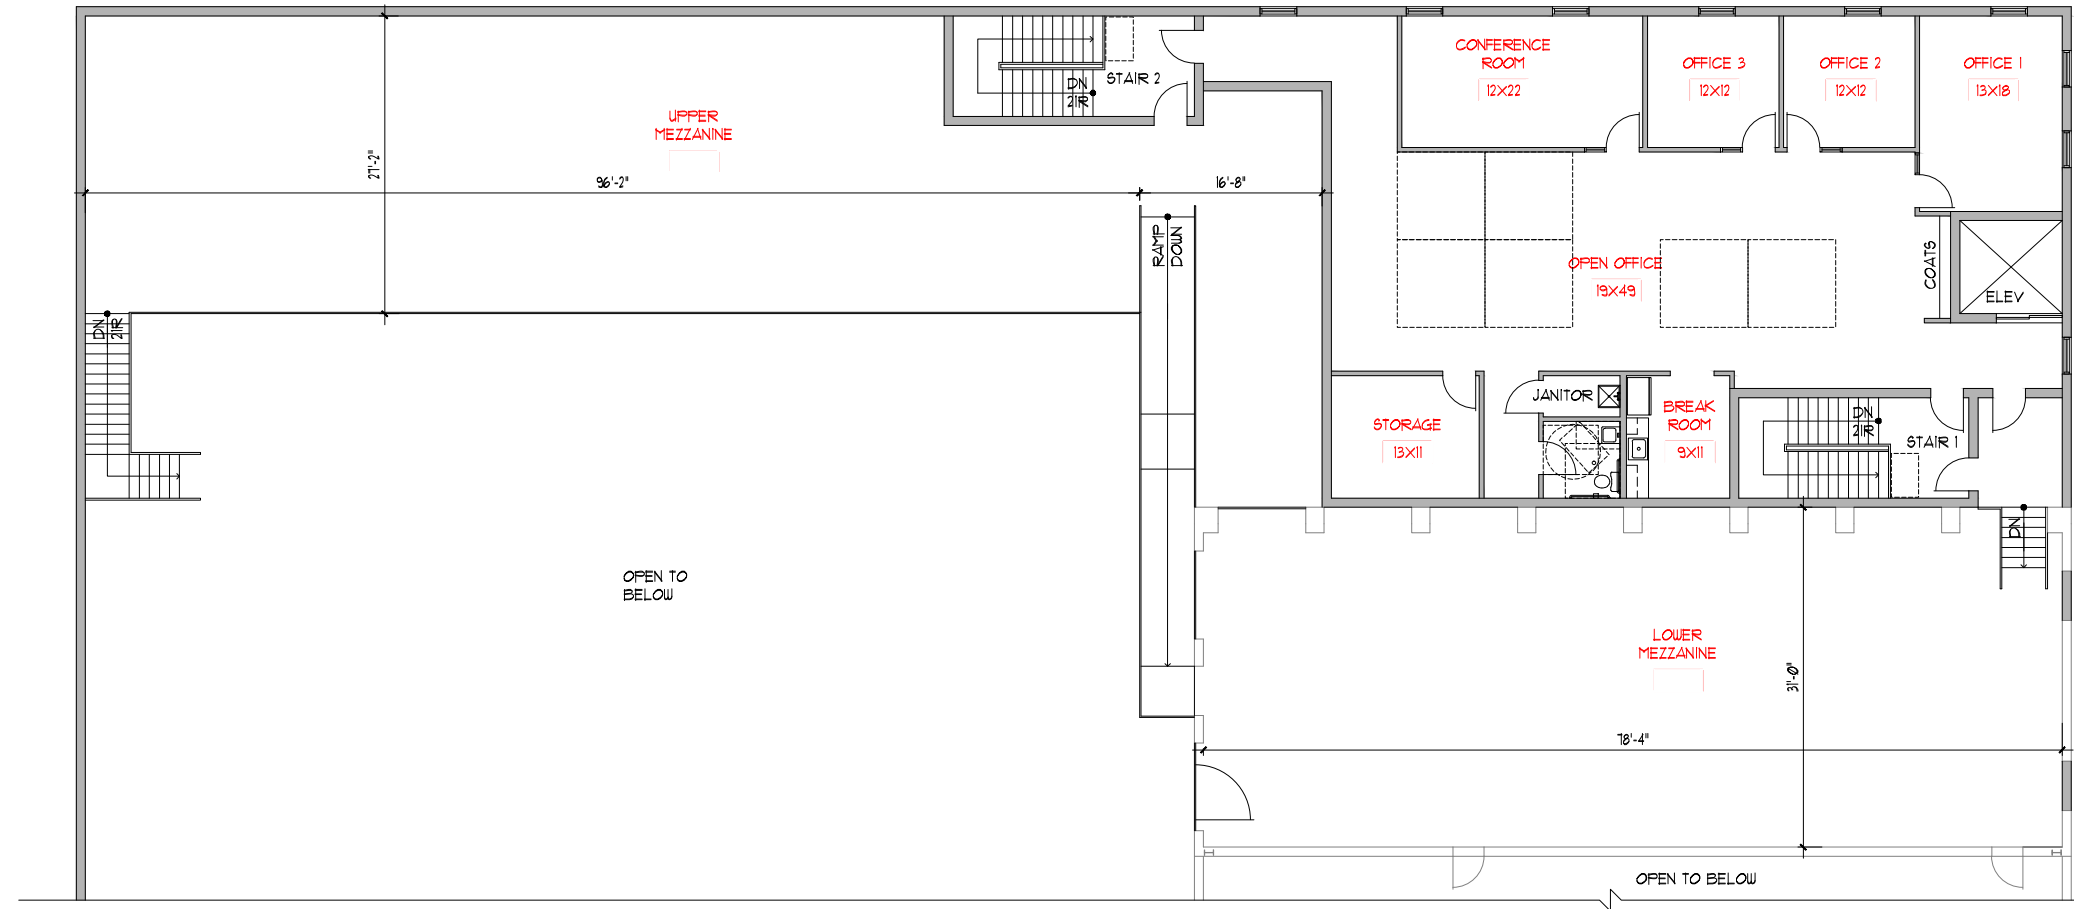 CONFERENCE
ROOM
12X22
OFFICE 3
12X12
OFFICE 2
12X12
OFFICE 1
13X18
STAIR 2
DN
21R
UPPER
MEZZANINE
27'-2"
96'-2"
16'-8"
RAMP
DOWN
OPEN OFFICE
19X49
COATS
ELEV
DN
21R
JANITOR
STORAGE
13X11
BREAK
ROOM
9X11
DN
21R
STAIR 1
DN
OPEN TO
BELOW
LOWER
MEZZANINE
31'-0"
78'-4"
OPEN TO BELOW